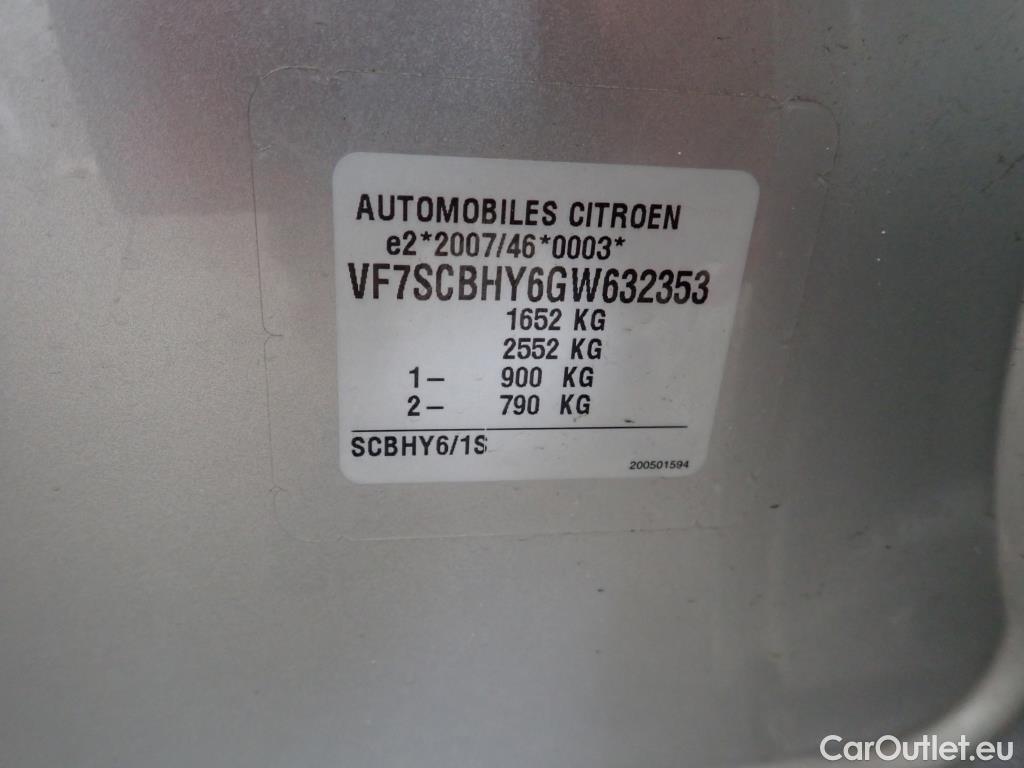 AUTOMOBILES CITROEN
e2*2007/46*0003*
VF7SCBHY6GW632353
1652 KG
2552 KG
1- 900 KG
2- 790 KG
SCBHY6/1S
200501594
CarOutlet.eu